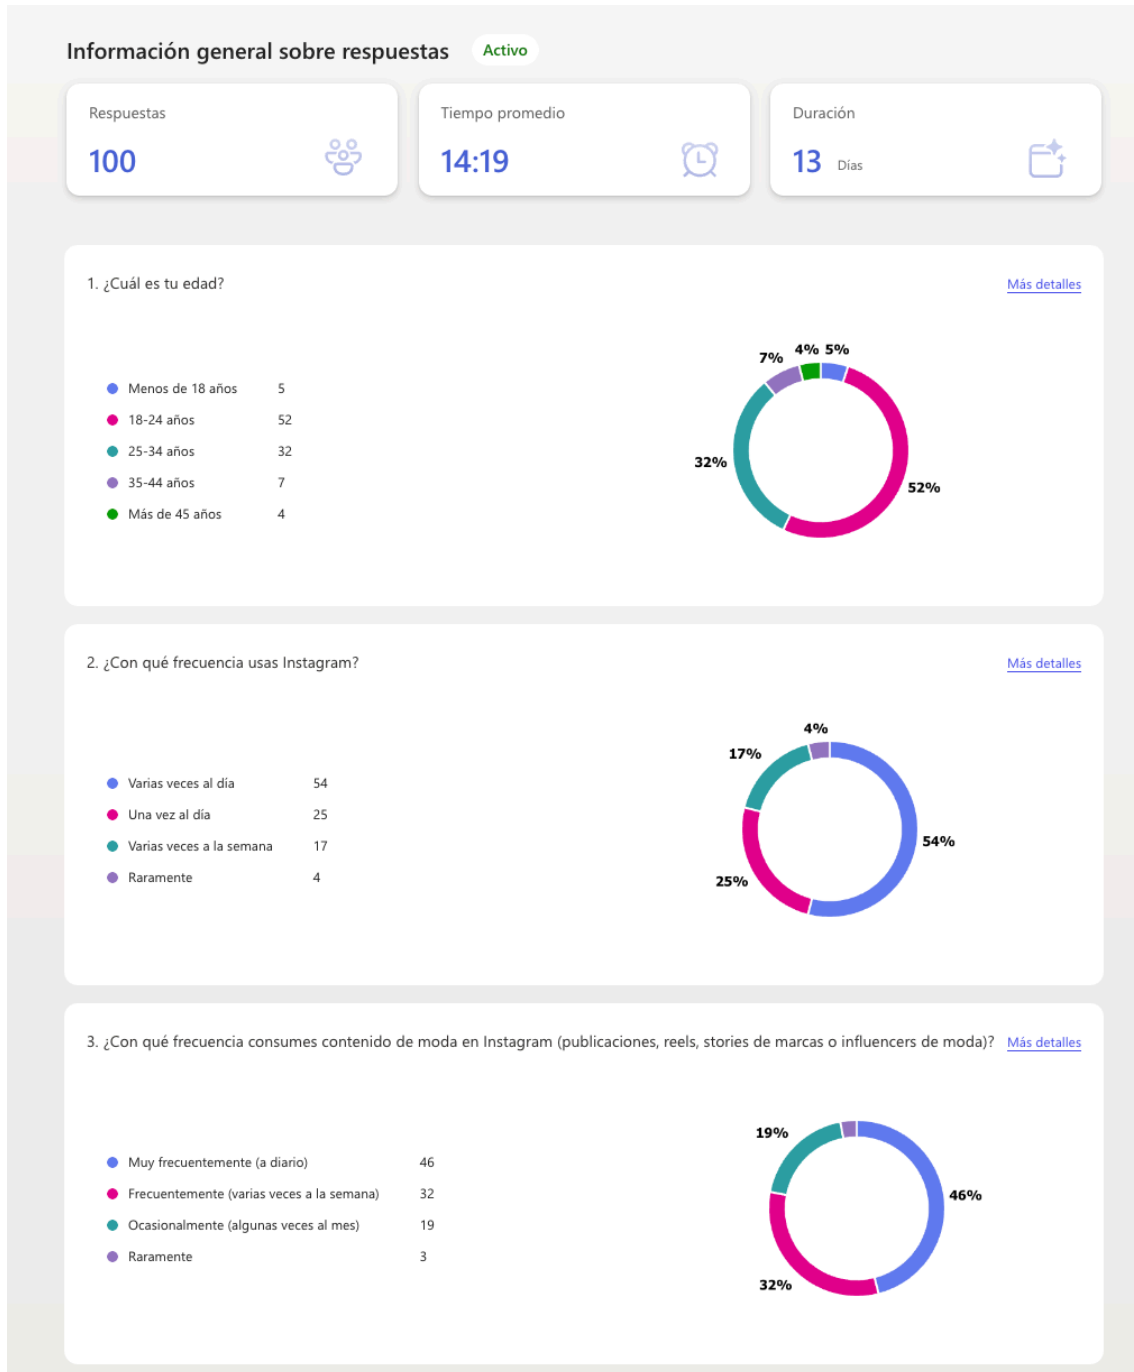 Información general sobre respuestas Activo
Respuestas
100
Tiempo promedio
14:19
Duración
13 Días
1. ¿Cuál es tu edad?
Más detalles
Menos de 18 años 5
18-24 años 52
25-34 años 32
35-44 años 7
Más de 45 años 4
7% 4% 5%
32%
52%
2. ¿Con qué frecuencia usas Instagram?
Más detalles
Varias veces al día 54
Una vez al día 25
Varias veces a la semana 17
Raramente 4
4%
17%
54%
25%
3. ¿Con qué frecuencia consumes contenido de moda en Instagram (publicaciones, reels, stories de marcas o influencers de moda)?
Más detalles
Muy frecuentemente (a diario) 46
Frecuentemente (varias veces a la semana) 32
Ocasionalmente (algunas veces al mes) 19
Raramente 3
19%
46%
32%